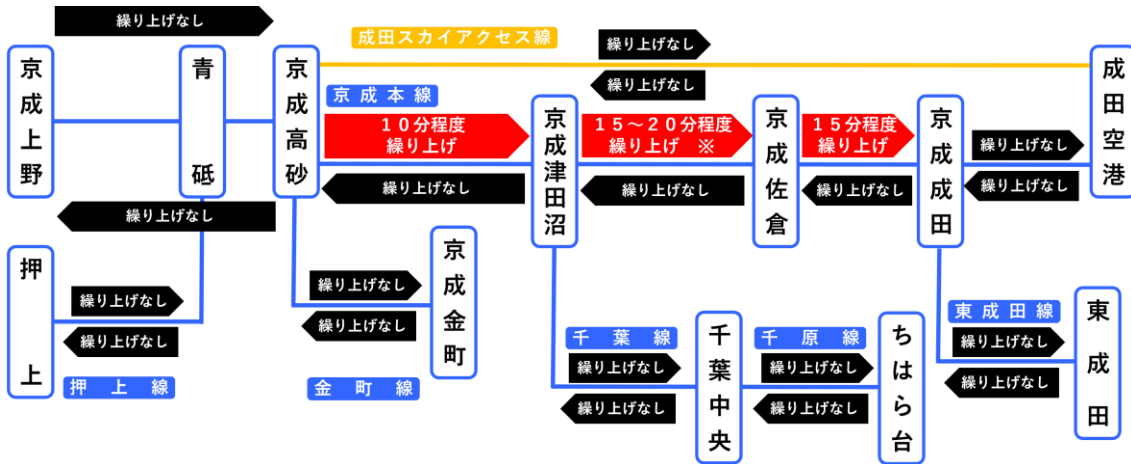 繰り上げなし
成田スカイアクセス線
繰り上げなし
繰り上げなし
京成上野
青砥
京成高砂
成田空港
京成本線
10分程度
繰り上げ
繰り上げなし
京成津田沼
15~20分程度
繰り上げ ※
繰り上げなし
京成佐倉
15分程度
繰り上げ
繰り上げなし
京成成田
繰り上げなし
繰り上げなし
繰り上げなし
押上
繰り上げなし
繰り上げなし
押上線
繰り上げなし
繰り上げなし
金町線
京成金町
千葉線
繰り上げなし
繰り上げなし
千葉中央
千原線
繰り上げなし
繰り上げなし
ちはら台
東成田線
繰り上げなし
繰り上げなし
東成田